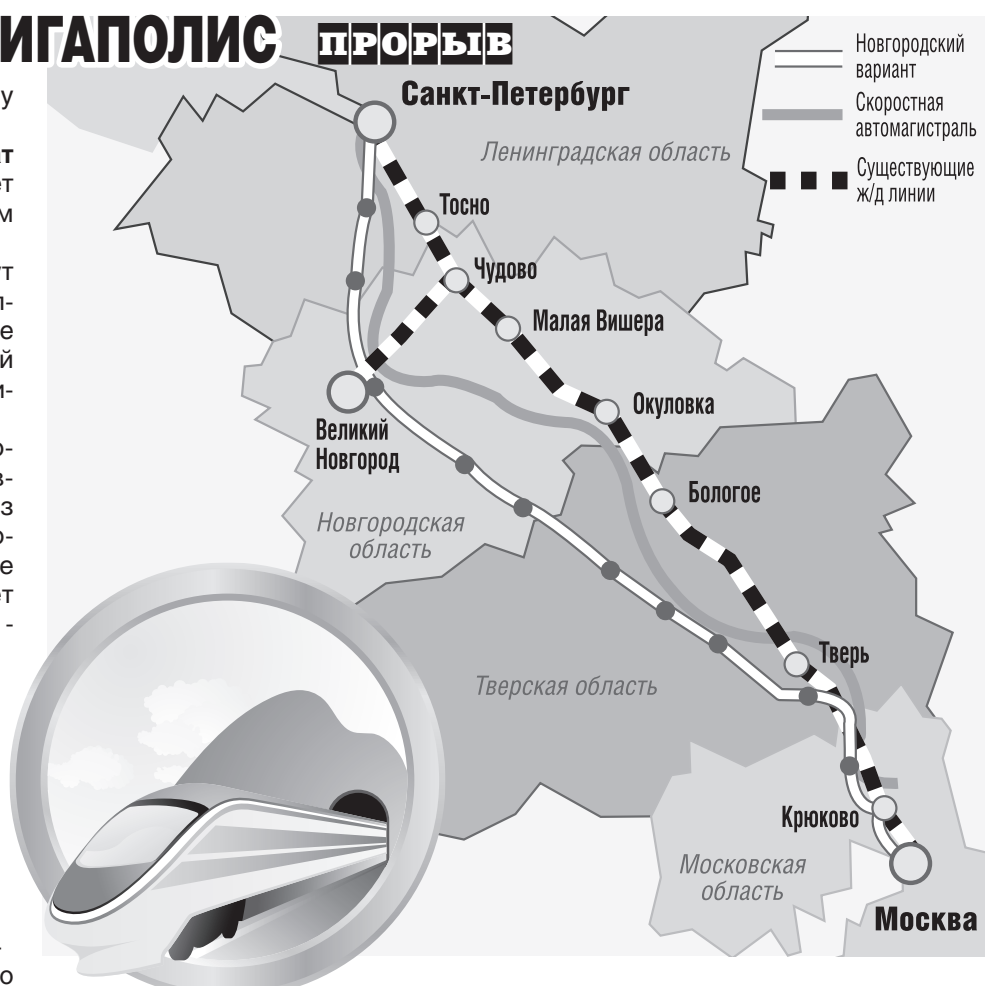 ИГАПОЛИС
ПРОРЫВ
Санкт-Петербург
Ленинградская область
Новгородский
вариант
Скоростная
автомагистраль
Существующие
ж/д линии
Тосно
Чудово
Малая Вишера
Окуловка
Великий
Новгород
Бологое
Новгородская
область
Тверь
Тверская область
Крюково
Московская
область
Москва